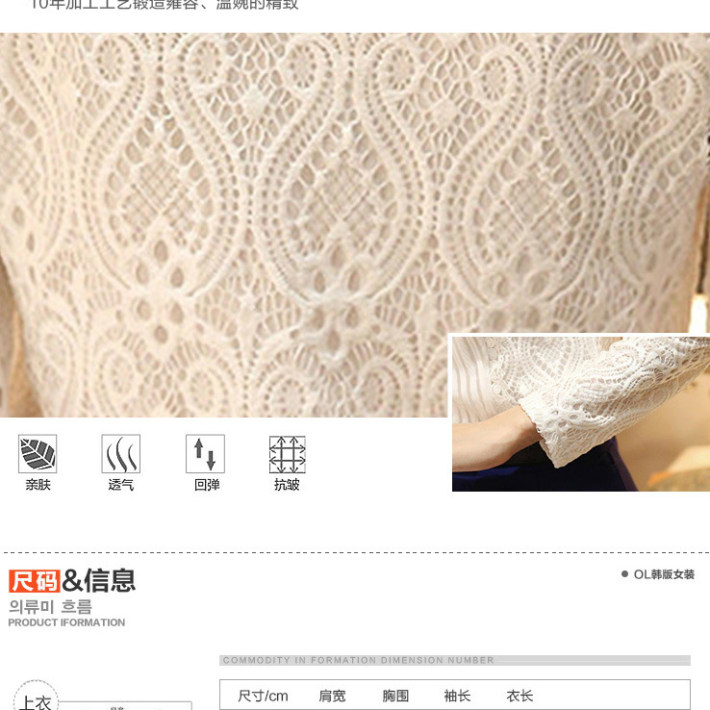 10年加工工艺锻造雍容、温婉的精致
亲肤
透气
回弹
抗皱
尺码&信息
의류미 흐름
PRODUCT IFORMATION
OL韩版女装
COMMODITY IN FORMATION DIMENSION NUMBER
尺寸/cm 肩宽 胸围 袖长 衣长
上衣